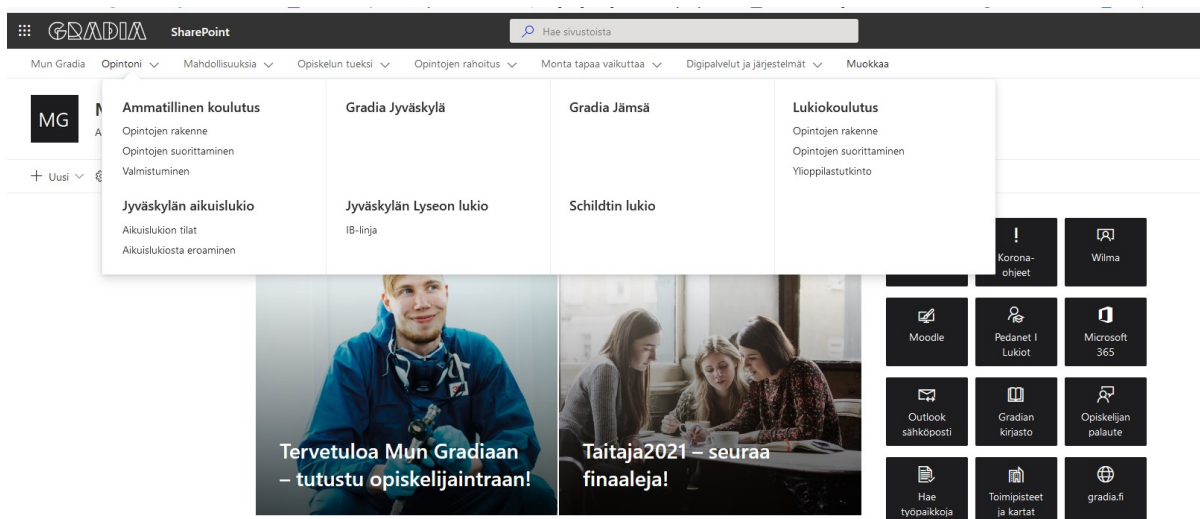 GRADIA SharePoint Hae sivustosta
Mun Gradia Opintoni Mahdollisuuksia Opiskelun tueksi Opintojen rahoitus Monta tapaa vaikuttaa Digipalvelut ja järjestelmät Muokkaa
MG
Uusi
Ammatillinen koulutus
Opintojen rakenne
Opintojen suorittaminen
Valmistuminen
Gradia Jyväskylä
Gradia Jämsä
Lukiokoulutus
Opintojen rakenne
Opintojen suorittaminen
Ylioppilastutkinto
Jyväskylän aikuislukio
Aikuislukion tilat
Aikuislukiosta eroaminen
Jyväskylän Lyseon lukio
IB-linja
Schildtin lukio
Tervetuloa Mun Gradiaan
– tutustu opiskelijaintraan!
Taitaja2021 – seuraa
finaaleja!
Korona-
ohjeet
Wilma
Moodle
Pedanet I
Lukiot
Microsoft
365
Outlook
sähköposti
Gradian
kirjasto
Opiskelijan
palaute
Hae
työpaikkoja
Toimipisteet
ja kartat
gradia.fi